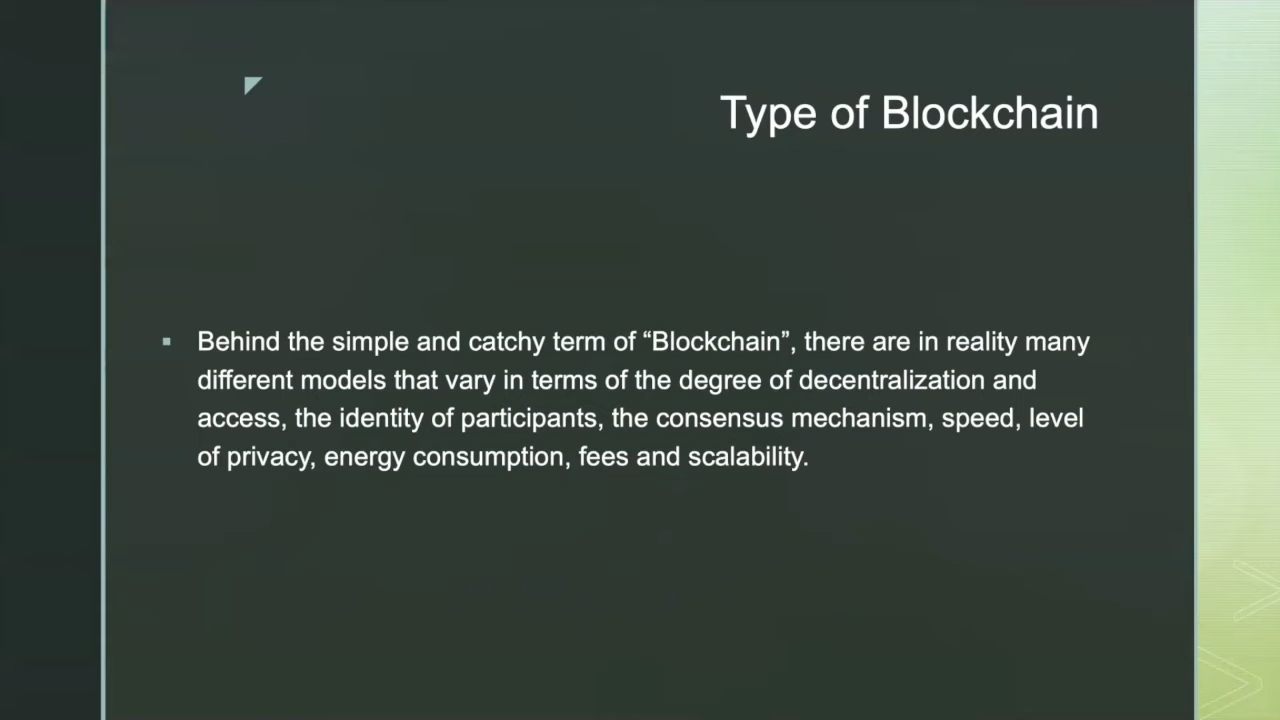 Type of Blockchain
▪ Behind the simple and catchy term of “Blockchain”, there are in reality many
different models that vary in terms of the degree of decentralization and
access, the identity of participants, the consensus mechanism, speed, level
of privacy, energy consumption, fees and scalability.